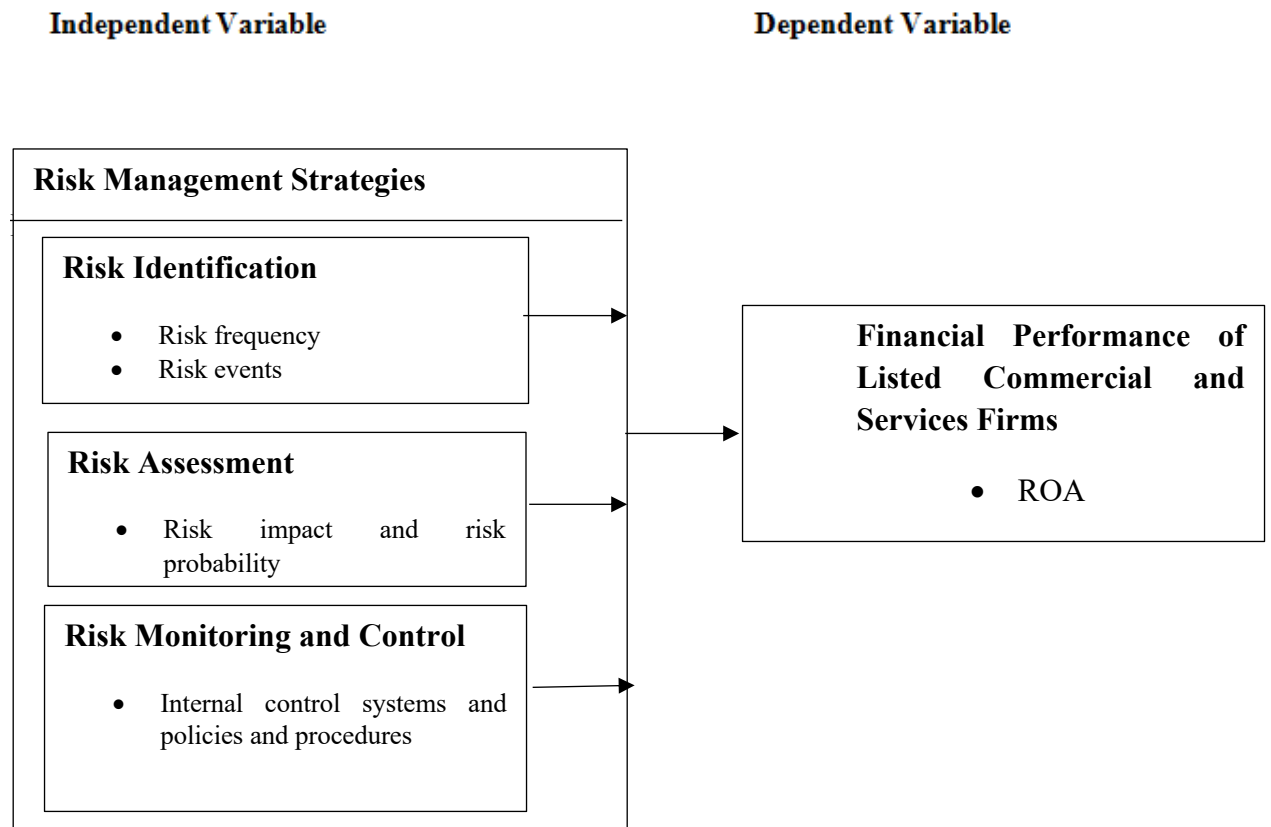 Independent Variable
Dependent Variable
Risk Management Strategies
Risk Identification
• Risk frequency
• Risk events
Risk Assessment
• Risk impact and risk
probability
Risk Monitoring and Control
• Internal control systems and
policies and procedures
Financial Performance of
Listed Commercial and
Services Firms
• ROA